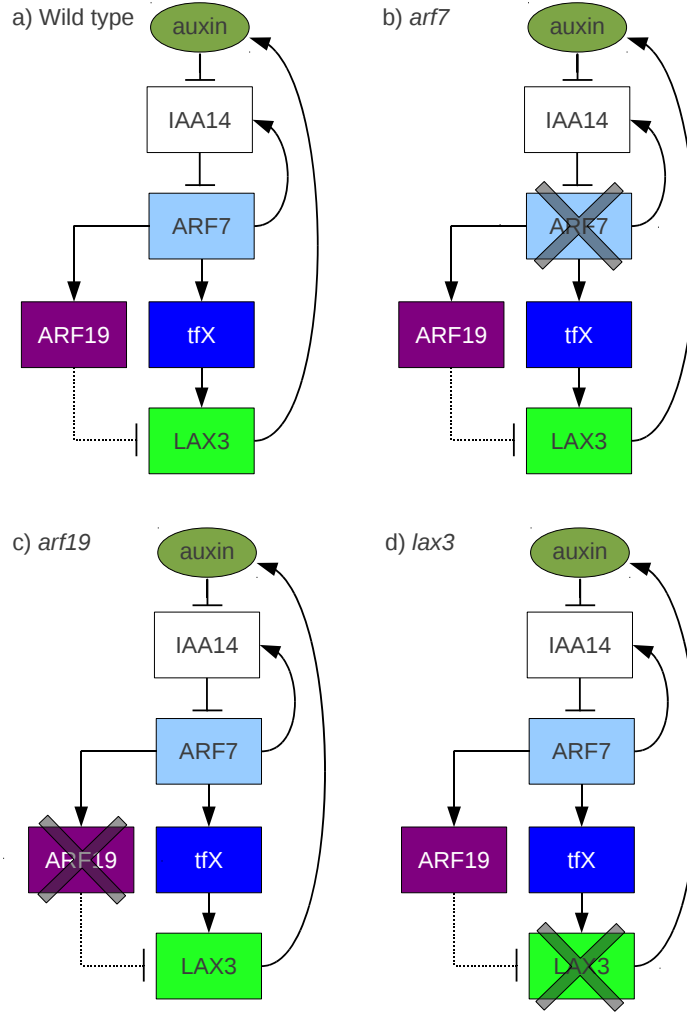 a) Wild type
auxin
IAA14
ARF7
ARF19
tfX
LAX3
b) arf7
auxin
IAA14
ARF7
ARF19
tfX
LAX3
c) arf19
auxin
IAA14
ARF7
ARF19
tfX
LAX3
d) lax3
auxin
IAA14
ARF7
ARF19
tfX
LAX3